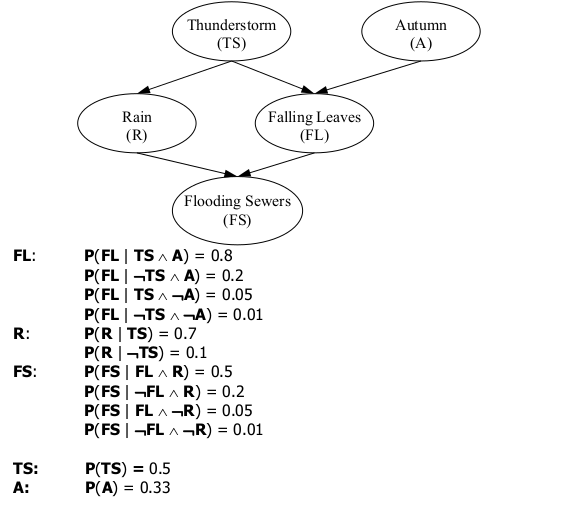 Thunderstorm
(TS)
Autumn
(A)
Rain
(R)
Falling Leaves
(FL)
Flooding Sewers
(FS)
FL: P(FL | TS ∧ A) = 0.8
P(FL | ¬TS ∧ A) = 0.2
P(FL | TS ∧ ¬A) = 0.05
P(FL | ¬TS ∧ ¬A) = 0.01
R: P(R | TS) = 0.7
P(R | ¬TS) = 0.1
FS: P(FS | FL ∧ R) = 0.5
P(FS | ¬FL ∧ R) = 0.2
P(FS | FL ∧ ¬R) = 0.05
P(FS | ¬FL ∧ ¬R) = 0.01
TS: P(TS) = 0.5
A: P(A) = 0.33